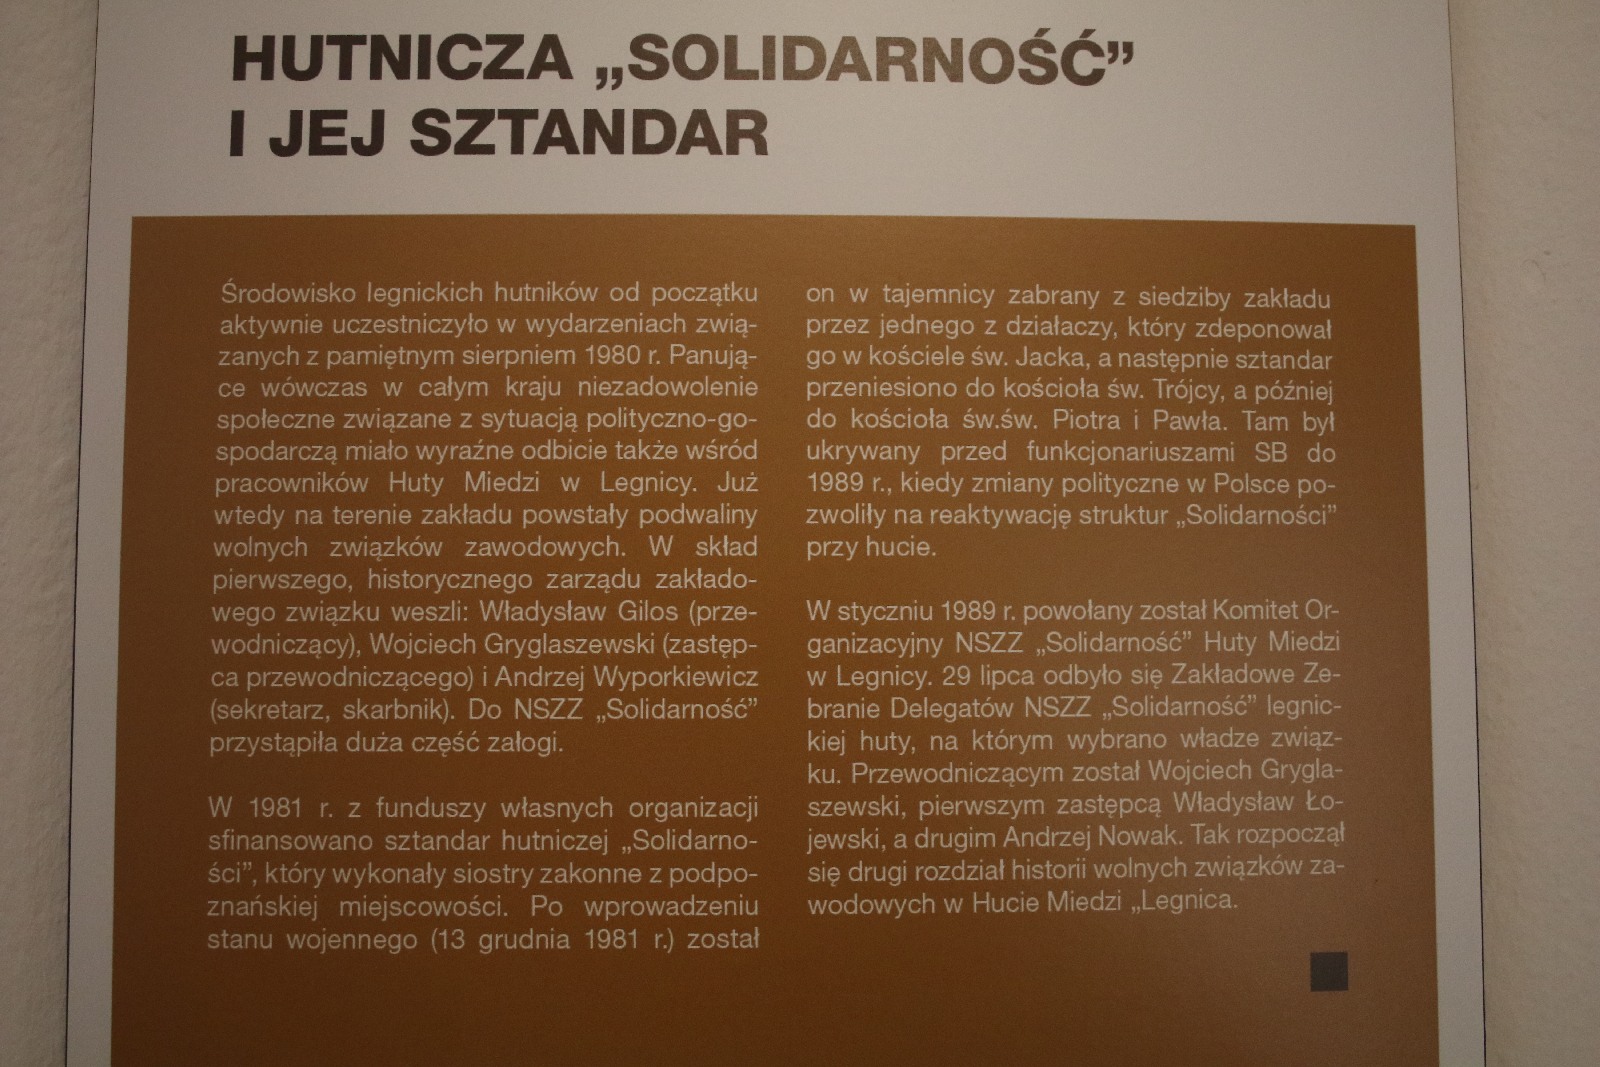 HUTNICZA „SOLIDARNOŚĆ”
I JEJ SZTANDAR
Środowisko legnickich hutników od początku
aktywnie uczestniczyło w wydarzeniach zwią-
zanych z pamiętnym sierpniem 1980 r. Panują-
ce wówczas w całym kraju niezadowolenie
społeczne związane z sytuacją polityczno-go-
spodarczą miało wyraźne odbicie także wśród
pracowników Huty Miedzi w Legnicy. Już
wtedy na terenie zakładu powstały podwaliny
wolnych związków zawodowych. W skład
pierwszego, historycznego zarządu zakłado-
wego związku weszli: Władysław Gilos (prze-
wodniczący), Wojciech Gryglaszewski (zastęp-
ca przewodniczącego) i Andrzej Wyporkiewicz
(sekretarz, skarbnik). Do NSZZ „Solidarność”
przystąpiła duża część załogi.
W 1981 r. z funduszy własnych organizacji
sfinansowano sztandar hutniczej „Solidarno-
ści”, który wykonały siostry zakonne z podpo-
znańskiej miejscowości. Po wprowadzeniu
stanu wojennego (13 grudnia 1981 r.) został
on w tajemnicy zabrany z siedziby zakładu
przez jednego z działaczy, który zdeponował
go w kościele św. Jacka, a następnie sztandar
przeniesiono do kościoła św. Trójcy, a później
do kościoła św.św. Piotra i Pawła. Tam był
ukrywany przed funkcjonariuszami SB do
1989 r., kiedy zmiany polityczne w Polsce po-
zwoliły na reaktywację struktur „Solidarności”
przy hucie.
W styczniu 1989 r. powołany został Komitet Or-
ganizacyjny NSZZ „Solidarność” Huty Miedzi
w Legnicy. 29 lipca odbyło się Zakładowe Ze-
branie Delegatów NSZZ „Solidarność” legnic-
kiej huty, na którym wybrano władze związ-
ku. Przewodniczącym został Wojciech Grygla-
szewski, pierwszym zastępcą Władysław Ło-
jewski, a drugim Andrzej Nowak. Tak rozpoczął
się drugi rozdział historii wolnych związków za-
wodowych w Hucie Miedzi „Legnica.